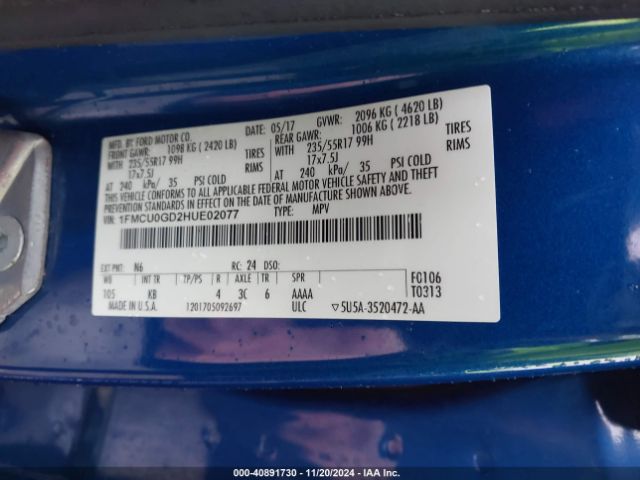 MFD. BY FORD MOTOR CO.
DATE: 05/17 GVWR: 2096 KG ( 4620 LB)
FRONT GAWR: 1098 KG ( 2420 LB) REAR GAWR: 1006 KG ( 2218 LB)
WITH 235/55R17 99H TIRES WITH 235/55R17 99H TIRES
17x7.5J RIMS 17x7.5J RIMS
AT 240 kPa/ 35 PSI COLD AT 240 kPa/ 35 PSI COLD
THIS VEHICLE CONFORMS TO ALL APPLICABLE FEDERAL MOTOR VEHICLE SAFETY AND THEFT
PREVENTION STANDARDS IN EFFECT ON THE DATE OF MANUFACTURE SHOWN ABOVE.
VIN: 1FMCU0GD2HUE02077 TYPE: MPV
EXT PNT: N6 RC: 24 DSO:
WB INT TR TP/PS R AXLE TR SPR FC106
105 KB 4 3C 6 AAAA T0313
MADE IN U.S.A. 1201705092697 ULC ▽5U5A-3520472-AA
000-40891730 - 11/20/2024 - IAA Inc.